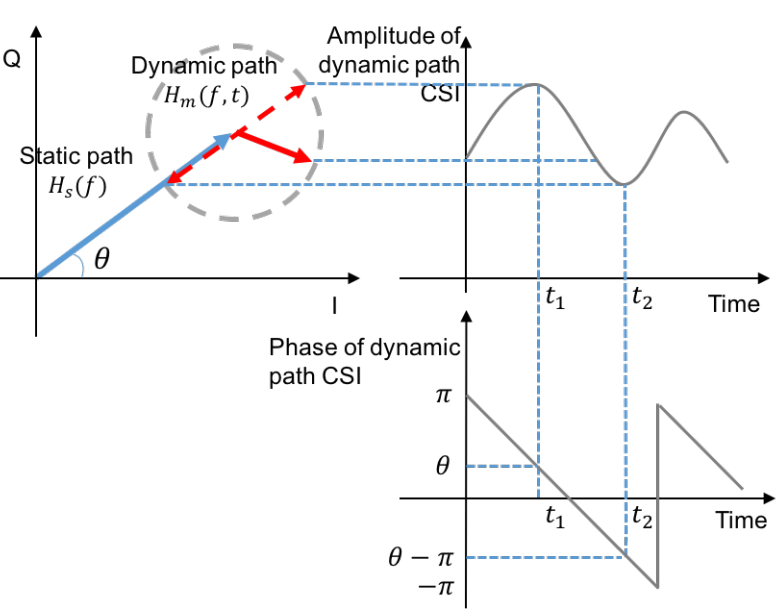 Q
Dynamic path
H_m(f,t)
Static path
H_s(f)
θ
I
Amplitude of
dynamic path
CSI
t_1
t_2
Time
Phase of dynamic
path CSI
π
θ
t_1
t_2
Time
θ − π
−π